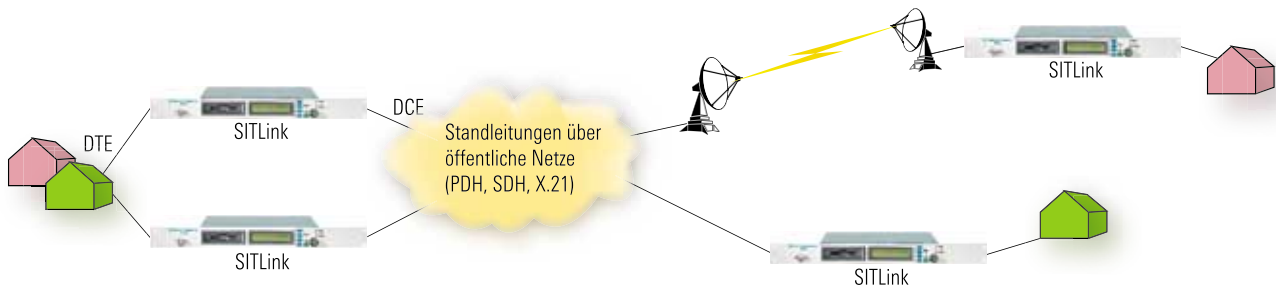 SITLink
DTE
SITLink
DCE
Standleitungen über
öffentliche Netze
(PDH, SDH, X.21)
SITLink
SITLink